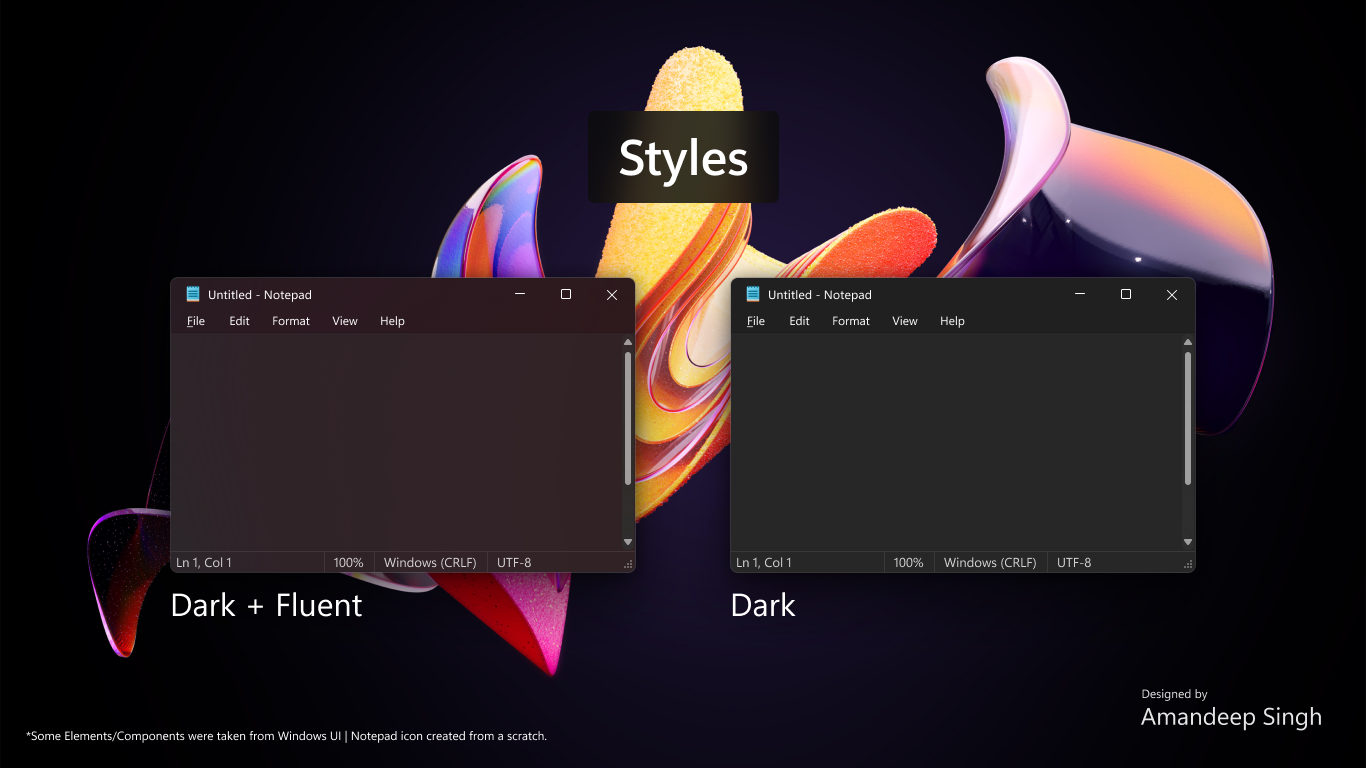 Styles
Untitled - Notepad
File Edit Format View Help
Ln 1, Col 1 100% Windows (CRLF) UTF-8
Dark + Fluent
Untitled - Notepad
File Edit Format View Help
Ln 1, Col 1 100% Windows (CRLF) UTF-8
Dark
Designed by
Amandeep Singh
*Some Elements/Components were taken from Windows UI | Notepad icon created from a scratch.